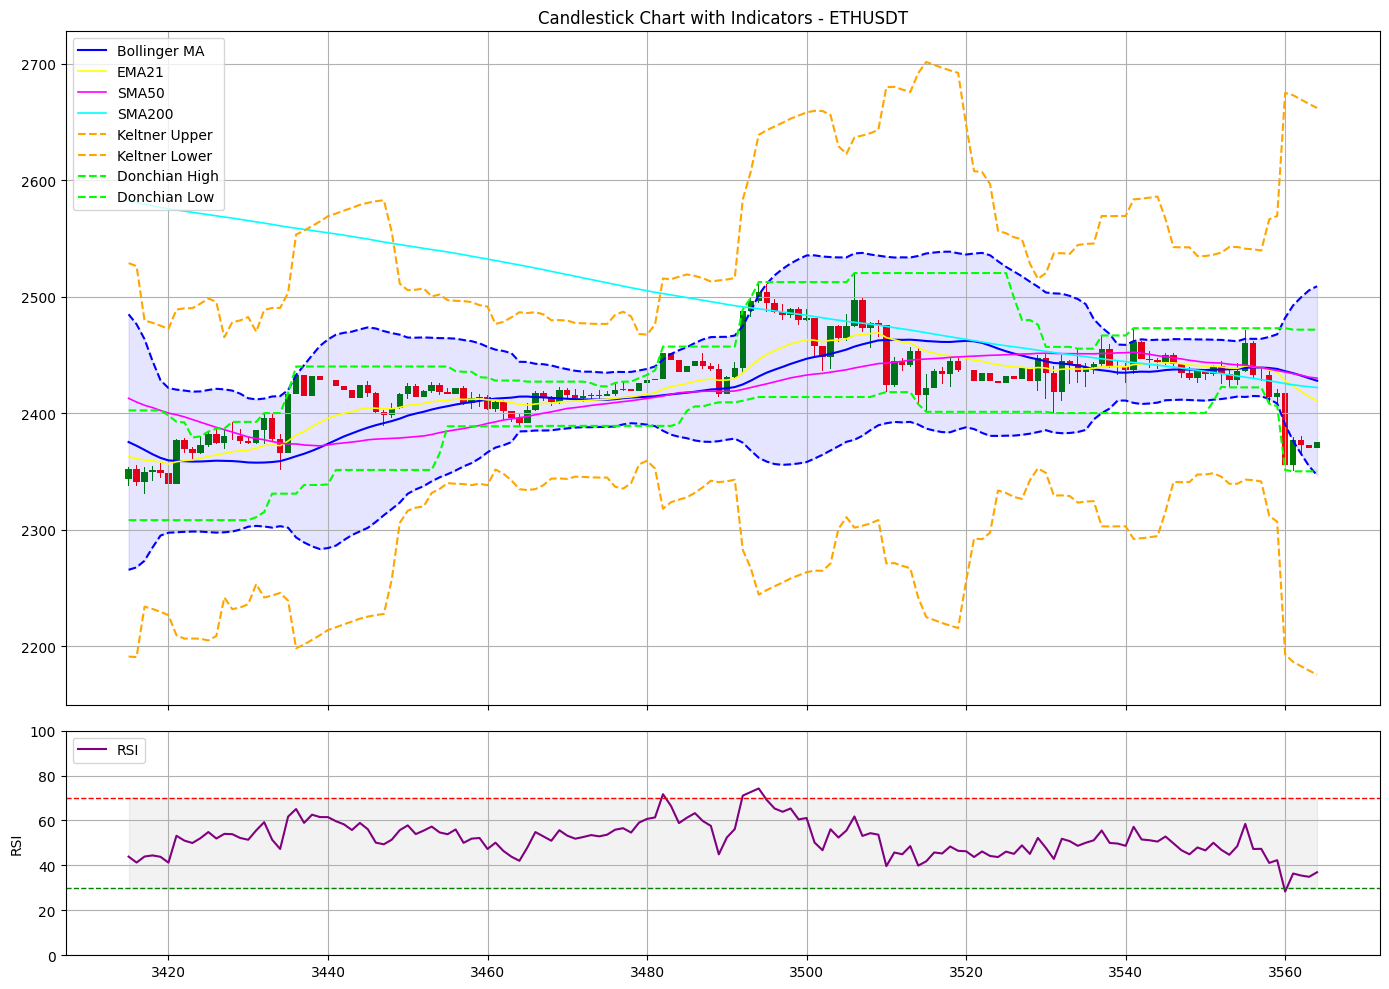 Candlestick Chart with Indicators - ETHUSDT
Bollinger MA
EMA21
SMA50
SMA200
Keltner Upper
Keltner Lower
Donchian High
Donchian Low
2700
2600
2500
2400
2300
2200
RSI
100
80
60
40
20
0
RSI
3420 3440 3460 3480 3500 3520 3540 3560